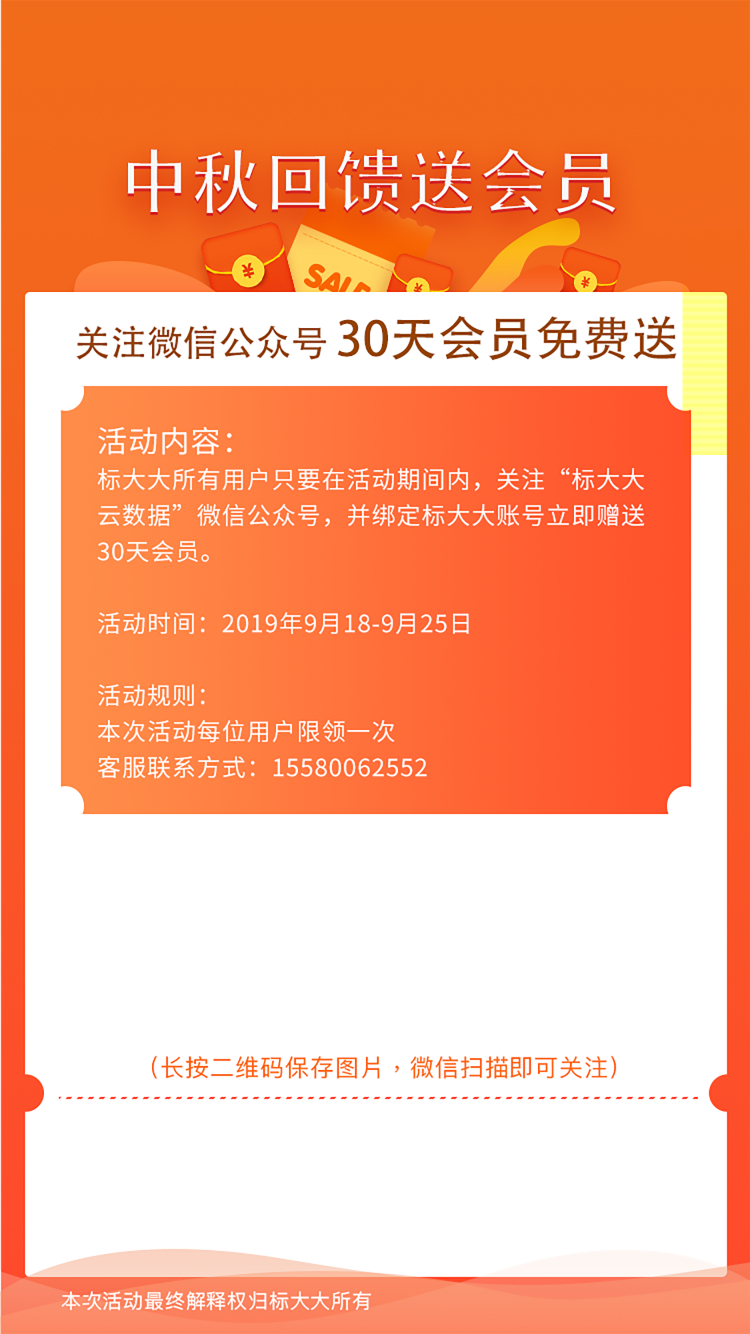 中秋回馈送会员
SALE
关注微信公众号 30天会员免费送
活动内容：
标大大所有用户只要在活动期间内，关注“标大大
云数据”微信公众号，并绑定标大大账号立即赠送
30天会员。
活动时间：2019年9月18-9月25日
活动规则：
本次活动每位用户限领一次
客服联系方式：15580062552
（长按二维码保存图片，微信扫描即可关注）
本次活动最终解释权归标大大所有